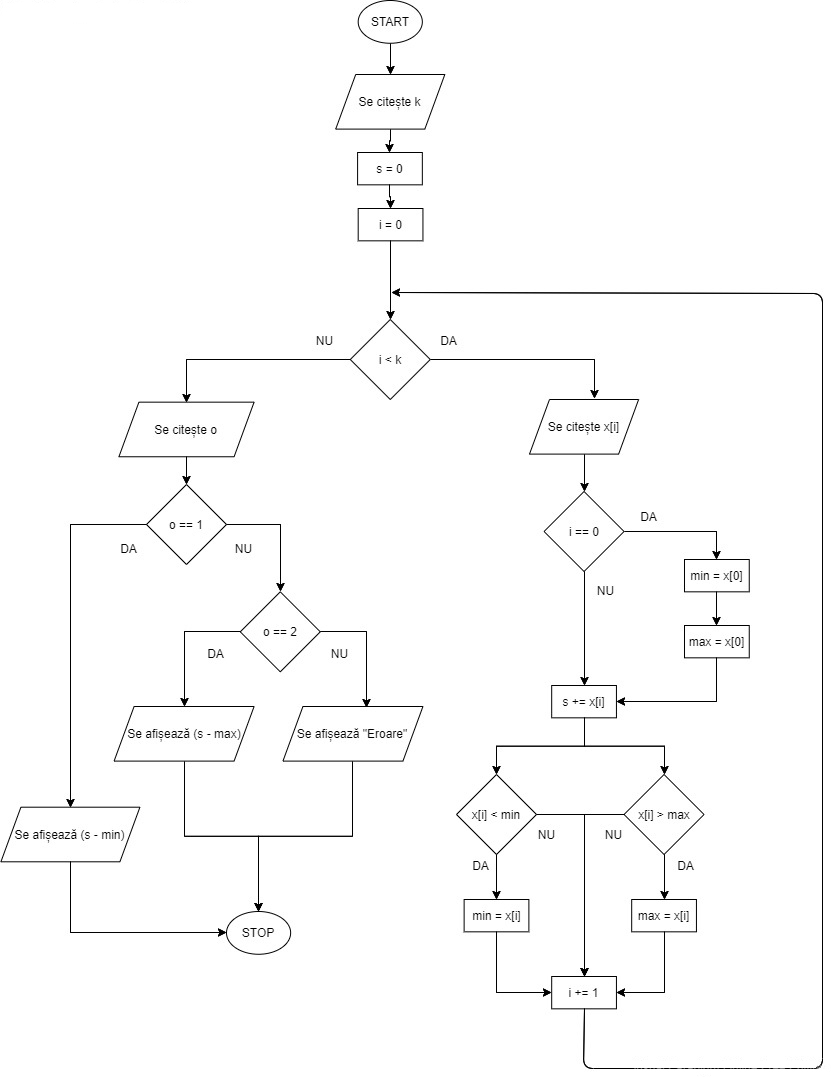 START
Se citește k
s = 0
i = 0
NU
DA
i < k
Se citește o
Se citește x[i]
o == 1
DA
NU
i == 0
DA
NU
min = x[0]
max = x[0]
o == 2
DA
NU
s += x[i]
Se afișează (s - max)
Se afișează "Eroare"
Se afișează (s - min)
x[i] < min
NU
NU
x[i] > max
DA
DA
min = x[i]
max = x[i]
STOP
i += 1